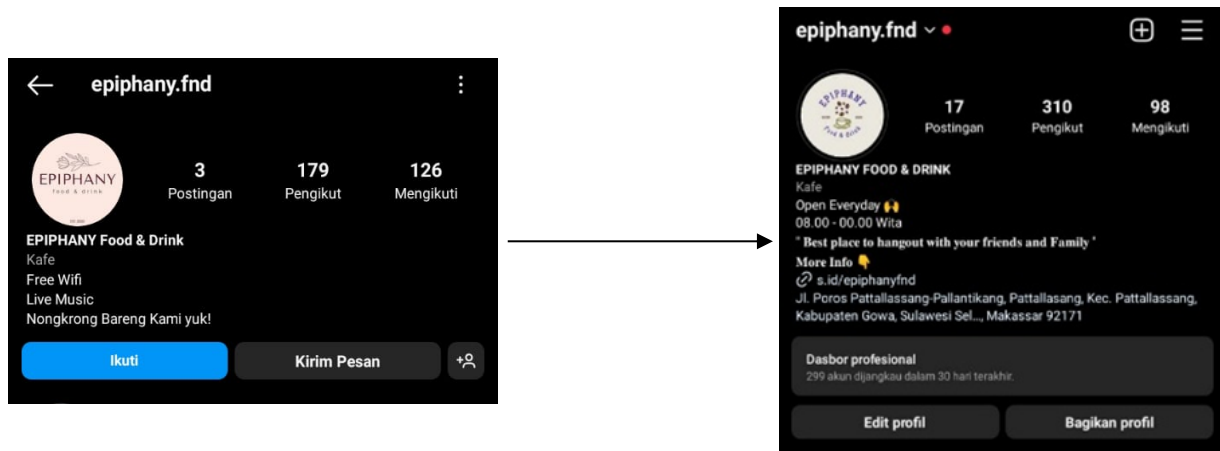 epiphany.fnd
EPIPHANY
food & drink
3
Postingan
179
Pengikut
126
Mengikuti
EPIPHANY Food & Drink
Kafe
Free Wifi
Live Music
Nongkrong Bareng Kami yuk!
Ikuti
Kirim Pesan
epiphany.fnd
EPIPHANY
Food & drink
17
Postingan
310
Pengikut
98
Mengikuti
EPIPHANY FOOD & DRINK
Kafe
Open Everyday 🙌
08.00 - 00.00 Wita
" Best place to hangout with your friends and Family "
More Info 👇
s.id/epiphanyfnd
Jl. Poros Pattallassang-Pallantikang, Pattallasang, Kec. Pattallassang,
Kabupaten Gowa, Sulawesi Sel..., Makassar 92171
Dasbor profesional
299 akun dijangkau dalam 30 hari terakhir.
Edit profil
Bagikan profil